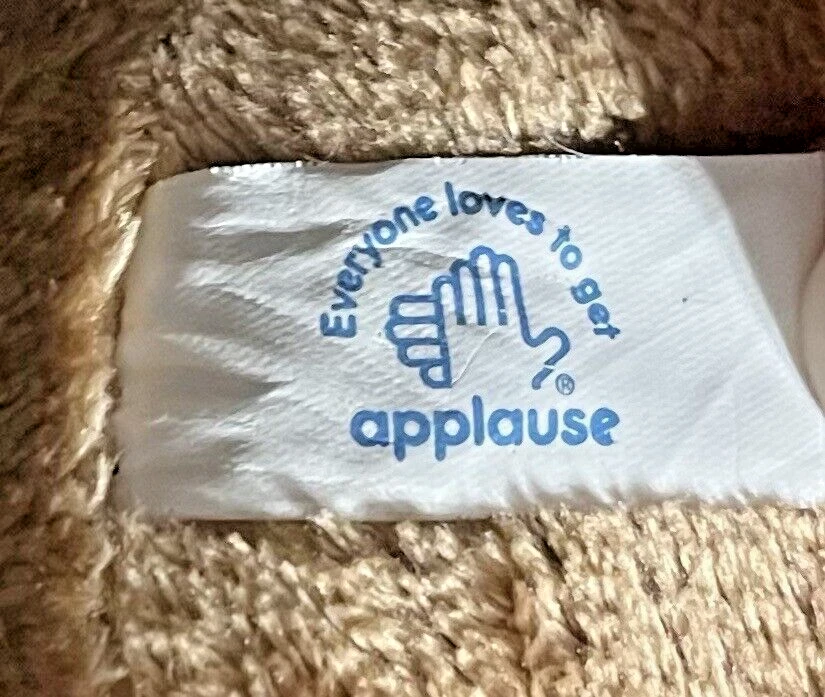 Everyone loves to get
®
applause